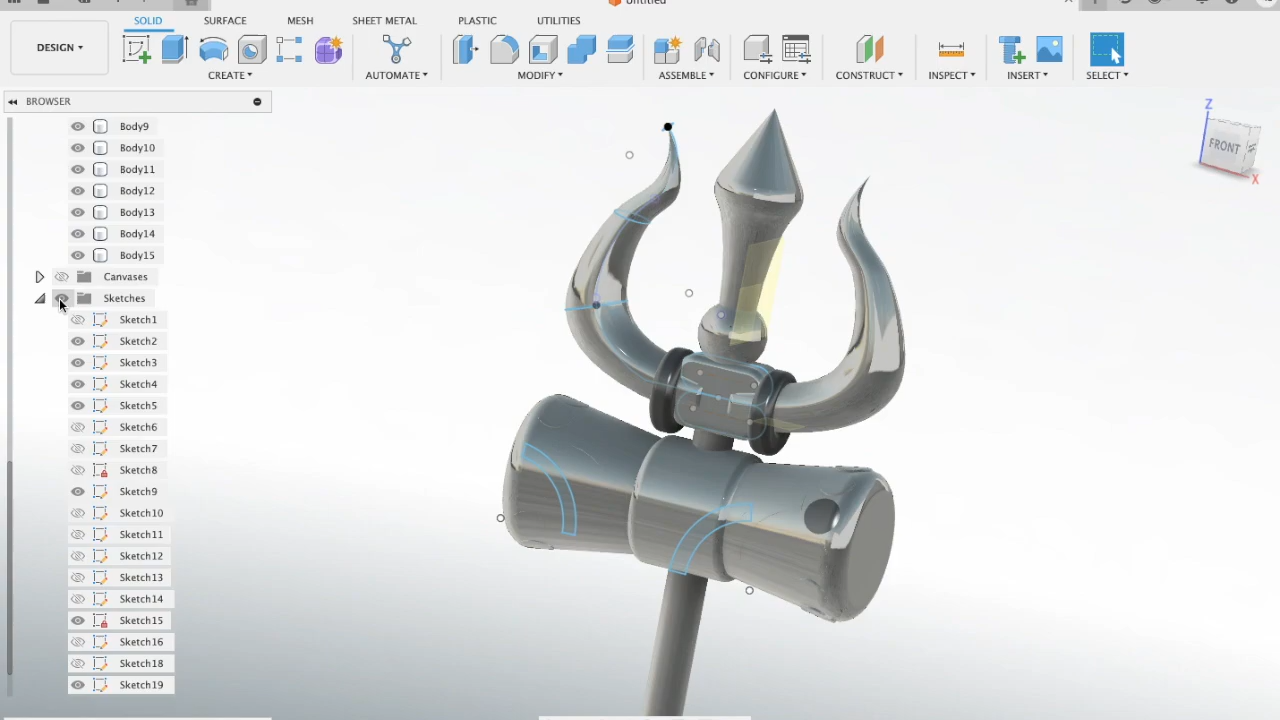 Untitled
SOLID SURFACE MESH SHEET METAL PLASTIC UTILITIES
DESIGN
CREATE AUTOMATE MODIFY ASSEMBLE CONFIGURE CONSTRUCT INSPECT INSERT SELECT
BROWSER
Z
FRONT
X
Body9
Body10
Body11
Body12
Body13
Body14
Body15
Canvases
Sketches
Sketch1
Sketch2
Sketch3
Sketch4
Sketch5
Sketch6
Sketch7
Sketch8
Sketch9
Sketch10
Sketch11
Sketch12
Sketch13
Sketch14
Sketch15
Sketch16
Sketch18
Sketch19